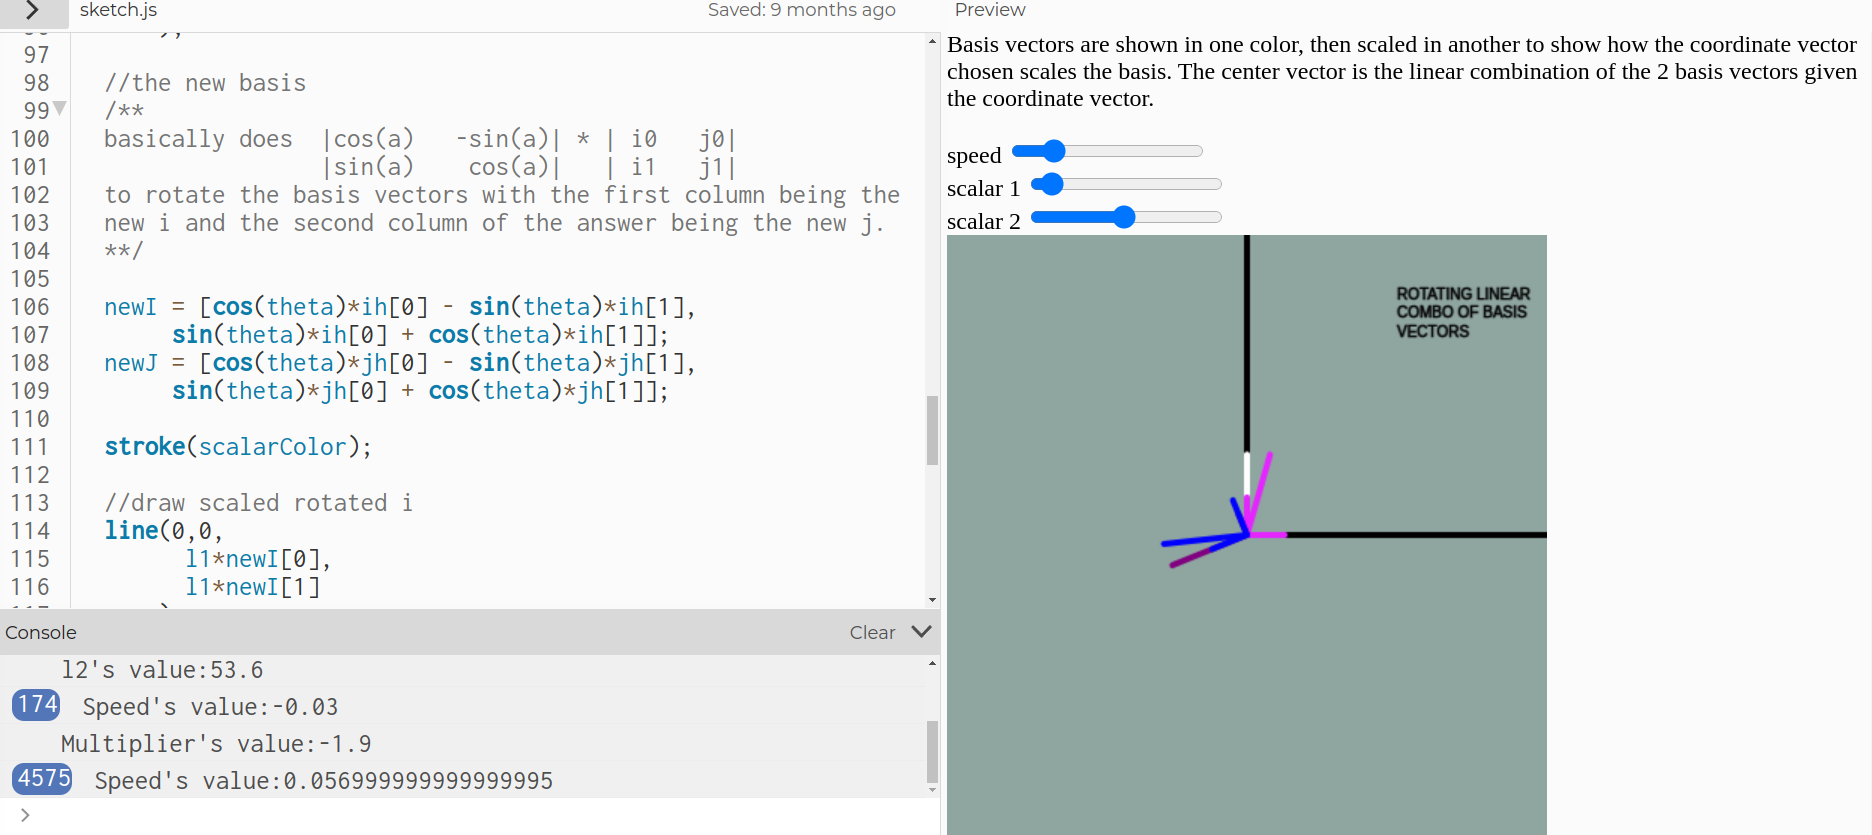 sketch.js
Saved: 9 months ago
Preview
97
98 //the new basis
99 /**
100 basically does |cos(a) -sin(a)| * | i0 j0|
101 |sin(a) cos(a)| | i1 j1|
102 to rotate the basis vectors with the first column being the
103 new i and the second column of the answer being the new j.
104 **/
105
106 newI = [cos(theta)*ih[0] - sin(theta)*ih[1],
107 sin(theta)*ih[0] + cos(theta)*ih[1]];
108 newJ = [cos(theta)*jh[0] - sin(theta)*jh[1],
109 sin(theta)*jh[0] + cos(theta)*jh[1]];
110
111 stroke(scalarColor);
112
113 //draw scaled rotated i
114 line(0,0,
115 l1*newI[0],
116 l1*newI[1]
Console
Clear
l2's value:53.6
174 Speed's value:-0.03
Multiplier's value:-1.9
4575 Speed's value:0.056999999999999995
>
Basis vectors are shown in one color, then scaled in another to show how the coordinate vector
chosen scales the basis. The center vector is the linear combination of the 2 basis vectors given
the coordinate vector.
speed
scalar 1
scalar 2
ROTATING LINEAR
COMBO OF BASIS
VECTORS